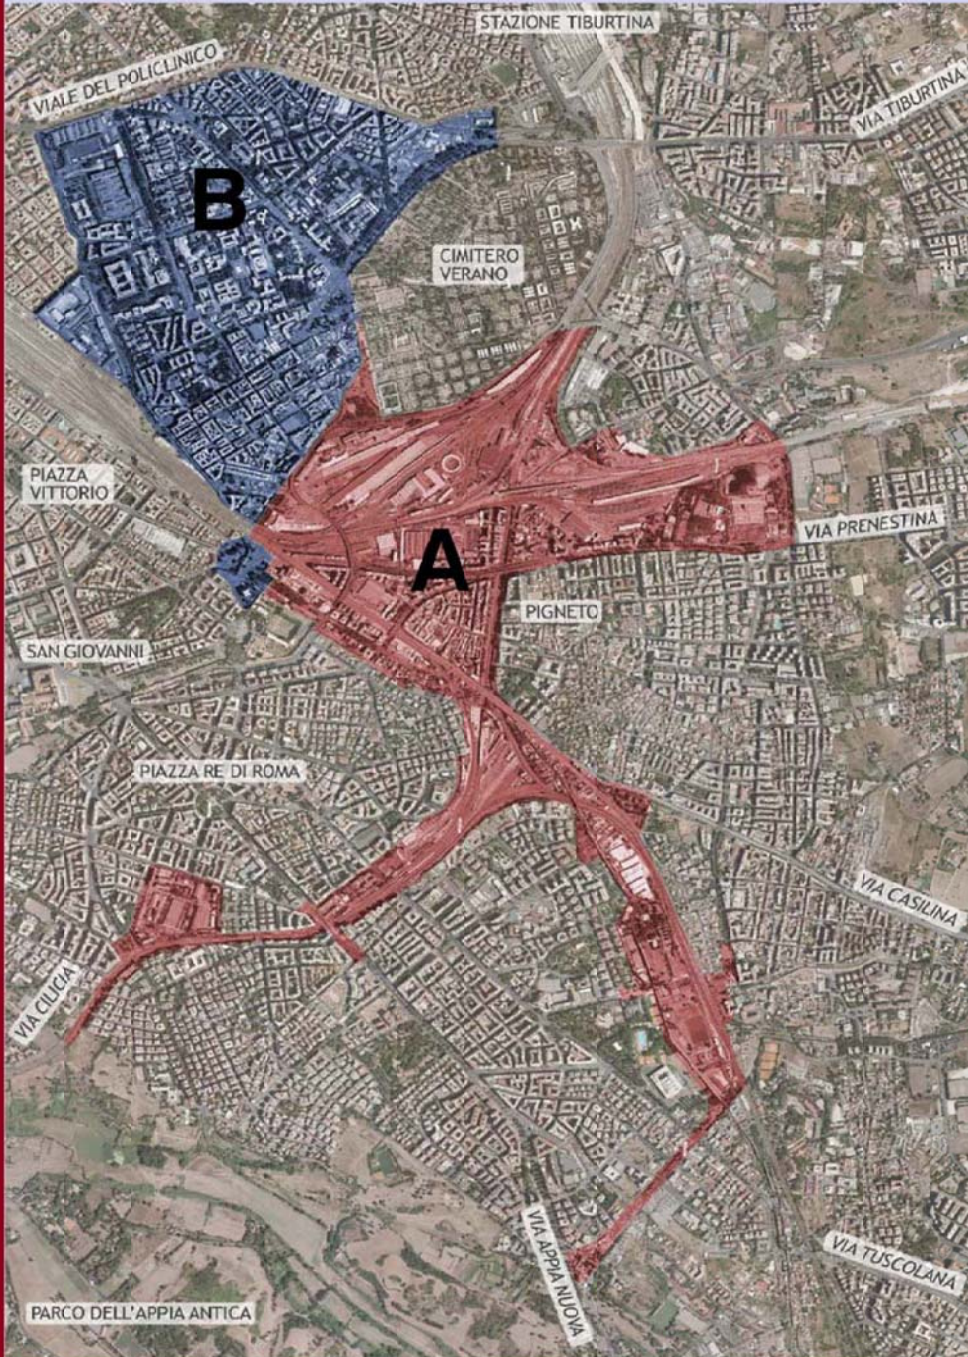 STAZIONE TIBURTINA
VIALE DEL POLICLINICO
VIA TIBURTINA
B
CIMITERO
VERANO
PIAZZA
VITTORIO
VIA PRENESTINA
A
PIGNETO
SAN GIOVANNI
PIAZZA RE DI ROMA
VIA CASILINA
VIA CILICIA
VIA APPIA NUOVA
VIA TUSCOLANA
PARCO DELL'APPIA ANTICA